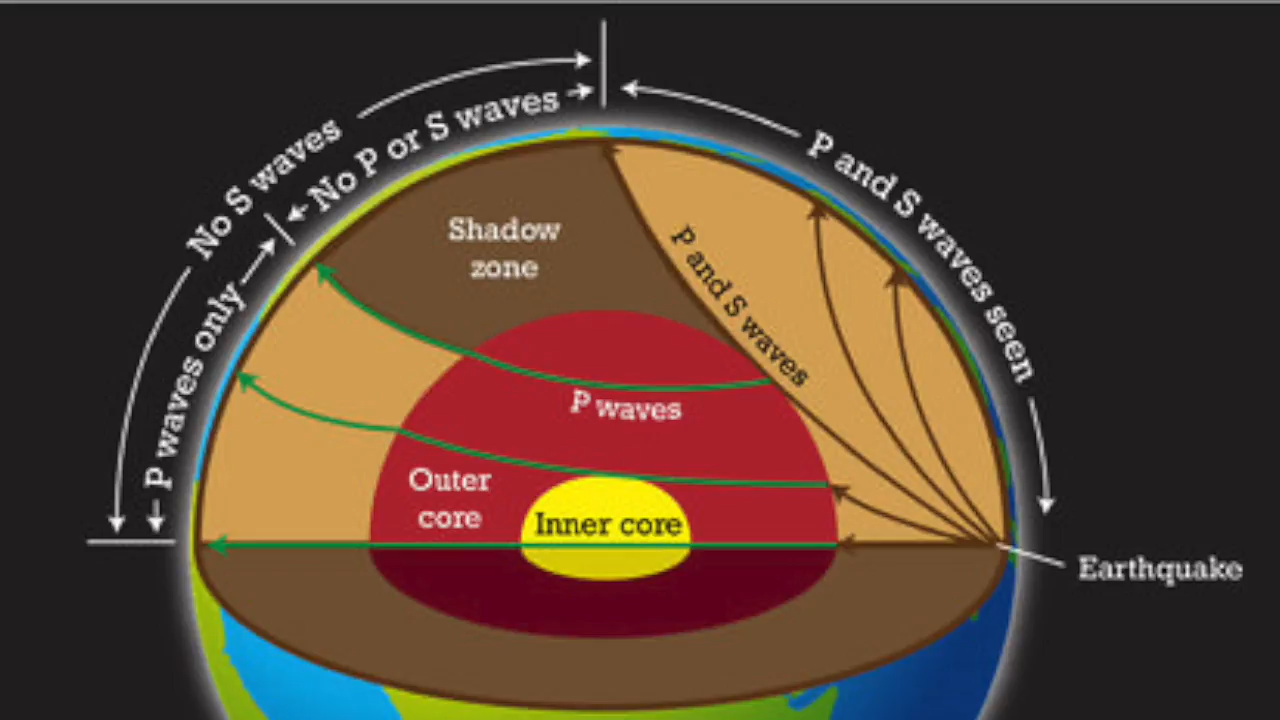 No S waves
No P or S waves
P and S waves seen
P waves only
Shadow
zone
P and S waves
P waves
Outer
core
Inner core
Earthquake